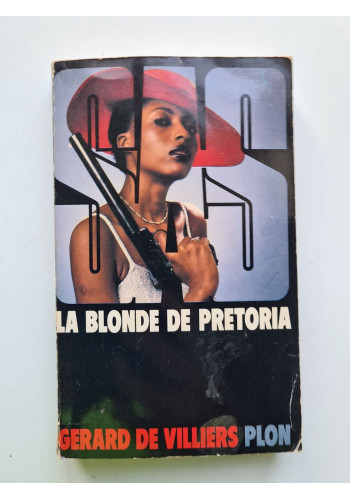 SAS
LA BLONDE DE PRETORIA
GERARD DE VILLIERS PLON